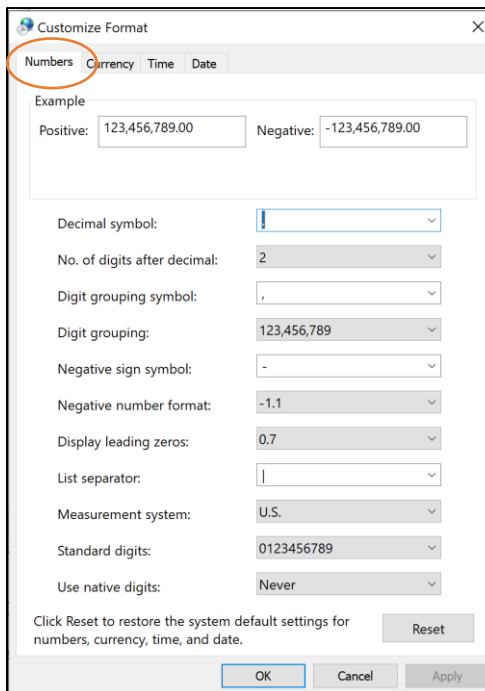 Customize Format
Numbers Currency Time Date
Example
Positive: 123,456,789.00 Negative: -123,456,789.00
Decimal symbol: .
No. of digits after decimal: 2
Digit grouping symbol: ,
Digit grouping: 123,456,789
Negative sign symbol: -
Negative number format: -1.1
Display leading zeros: 0.7
List separator: |
Measurement system: U.S.
Standard digits: 0123456789
Use native digits: Never
Click Reset to restore the system default settings for
numbers, currency, time, and date.
Reset
OK Cancel Apply